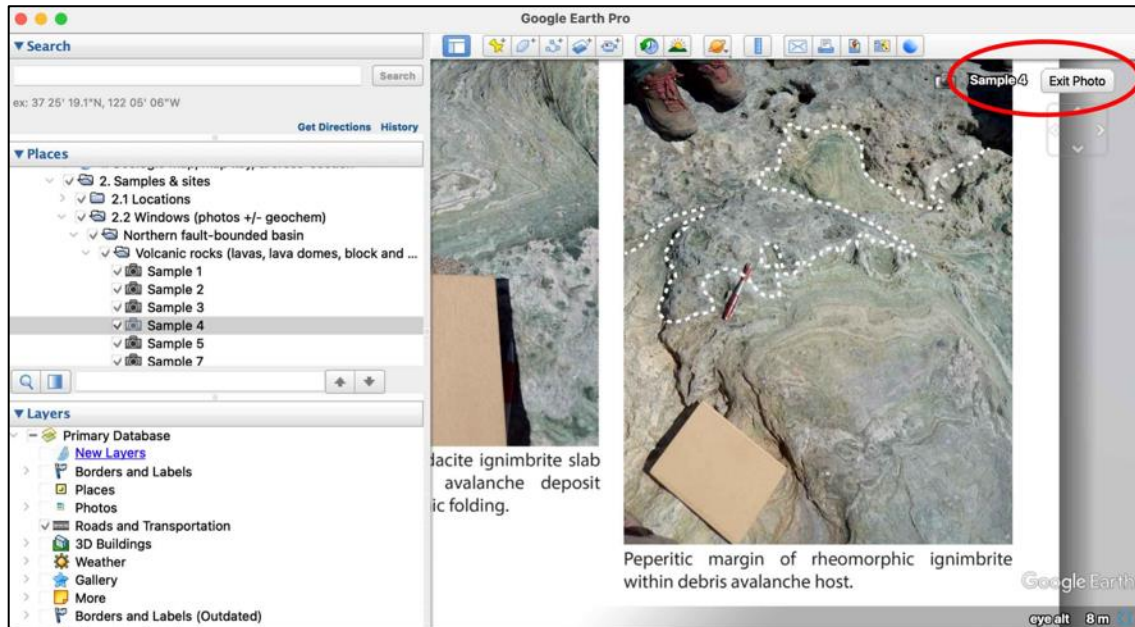 Google Earth Pro
Search
Search
ex: 37 25' 19.1"N, 122 05' 06"W
Get Directions History
Places
2. Samples & sites
2.1 Locations
2.2 Windows (photos +/- geochem)
Northern fault-bounded basin
Volcanic rocks (lavas, lava domes, block and ...
Sample 1
Sample 2
Sample 3
Sample 4
Sample 5
Sample 7
Layers
Primary Database
New Layers
Borders and Labels
Places
Photos
Roads and Transportation
3D Buildings
Weather
Gallery
More
Borders and Labels (Outdated)
Sample 4 Exit Photo
dacite ignimbrite slab
avalanche deposit
ic folding.
Peperitic margin of rheomorphic ignimbrite
within debris avalanche host.
Google Earth
eye alt 8 m